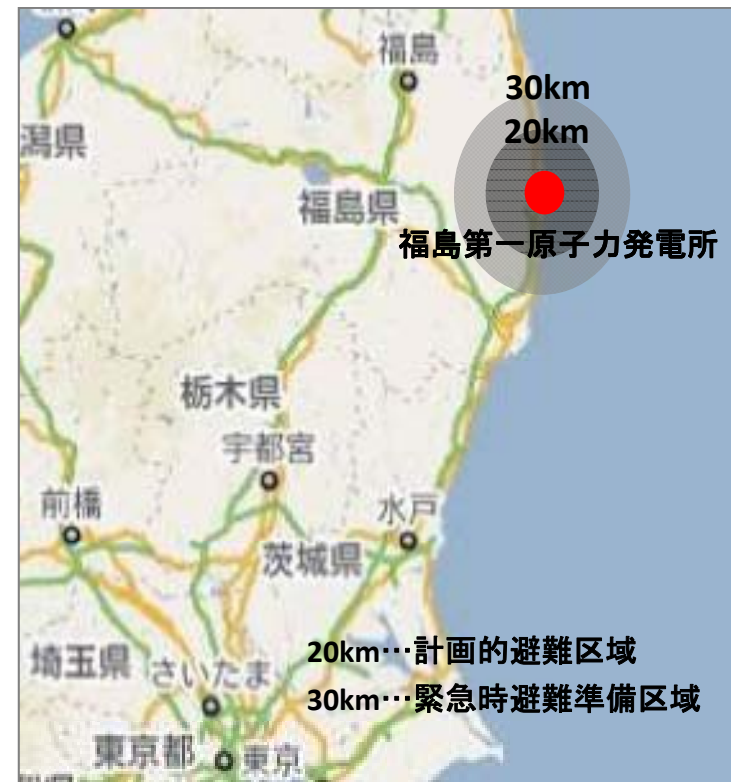 福島
30km
20km
潟県
福島県
福島第一原子力発電所
栃木県
宇都宮
前橋
水戸
茨城県
20km…計画的避難区域
埼玉県
さいたま
30km…緊急時避難準備区域
東京都
東京